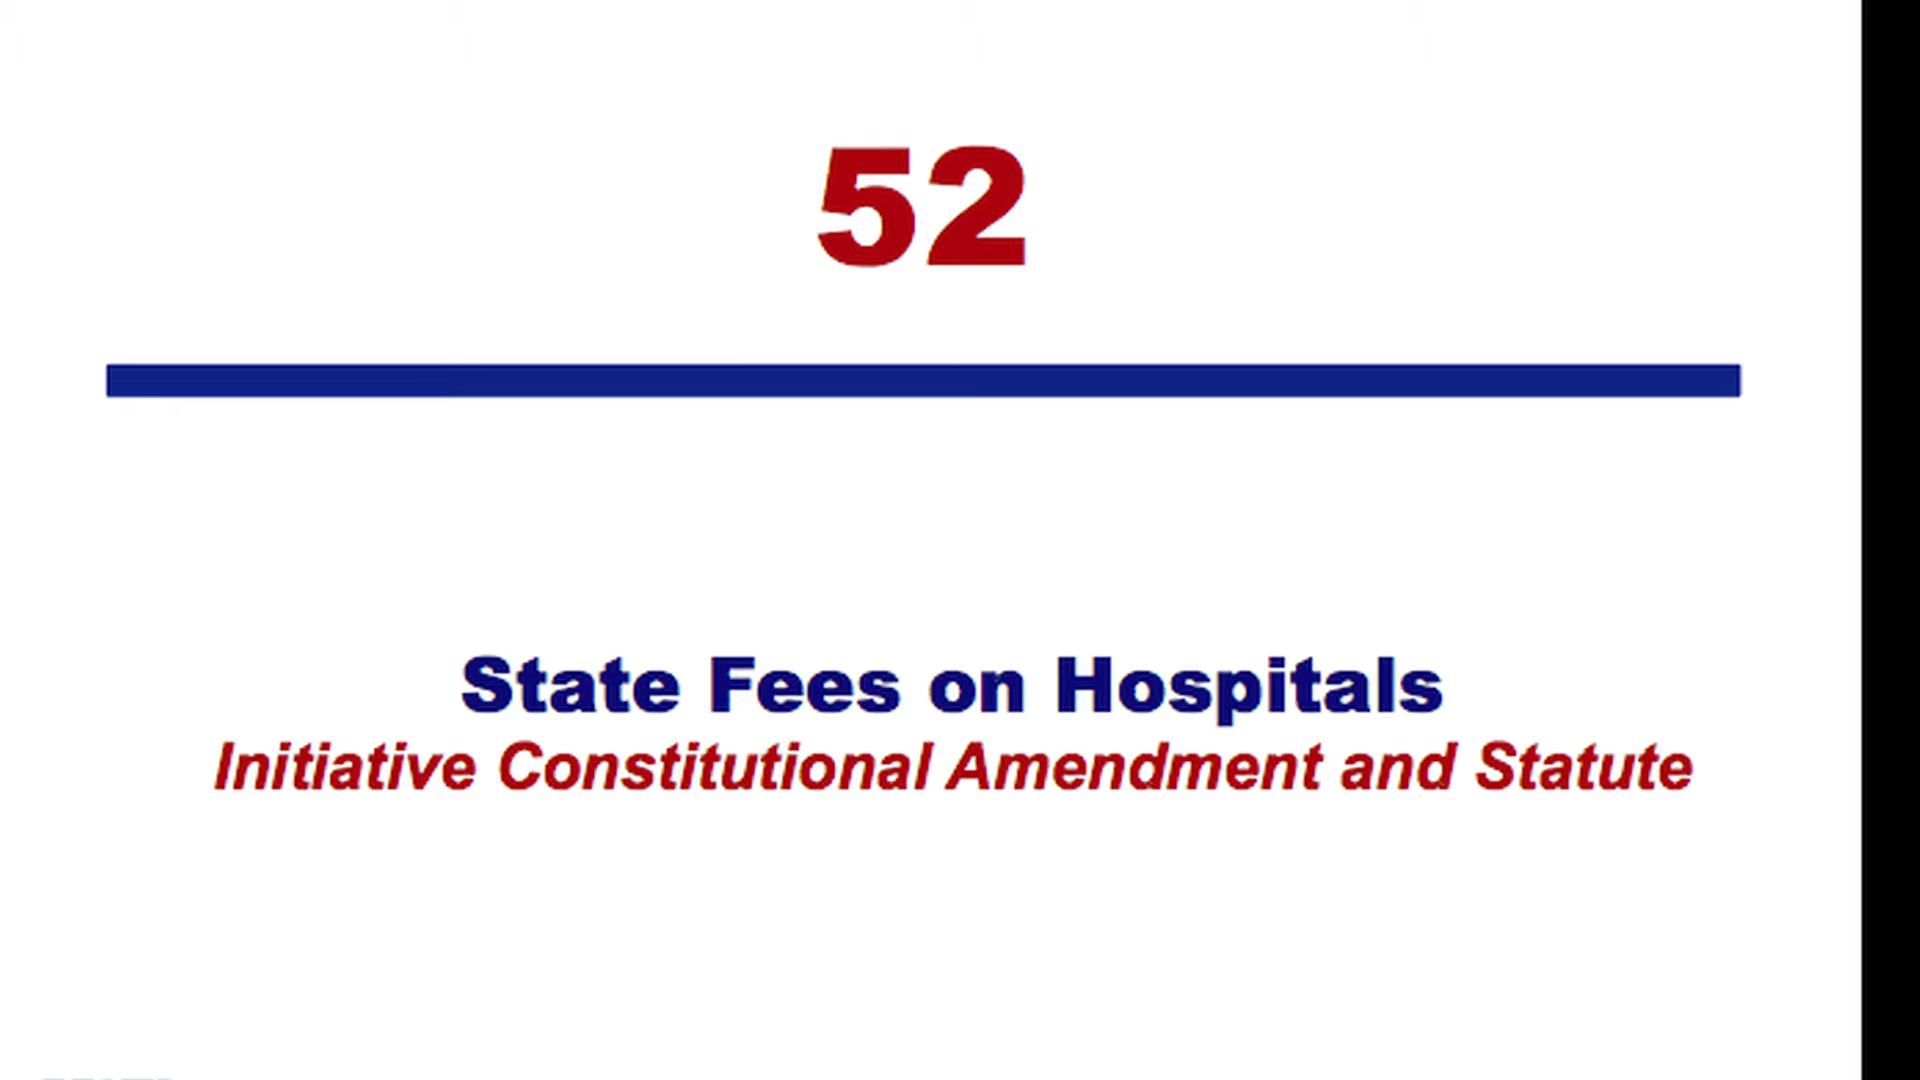 52
State Fees on Hospitals
Initiative Constitutional Amendment and Statute